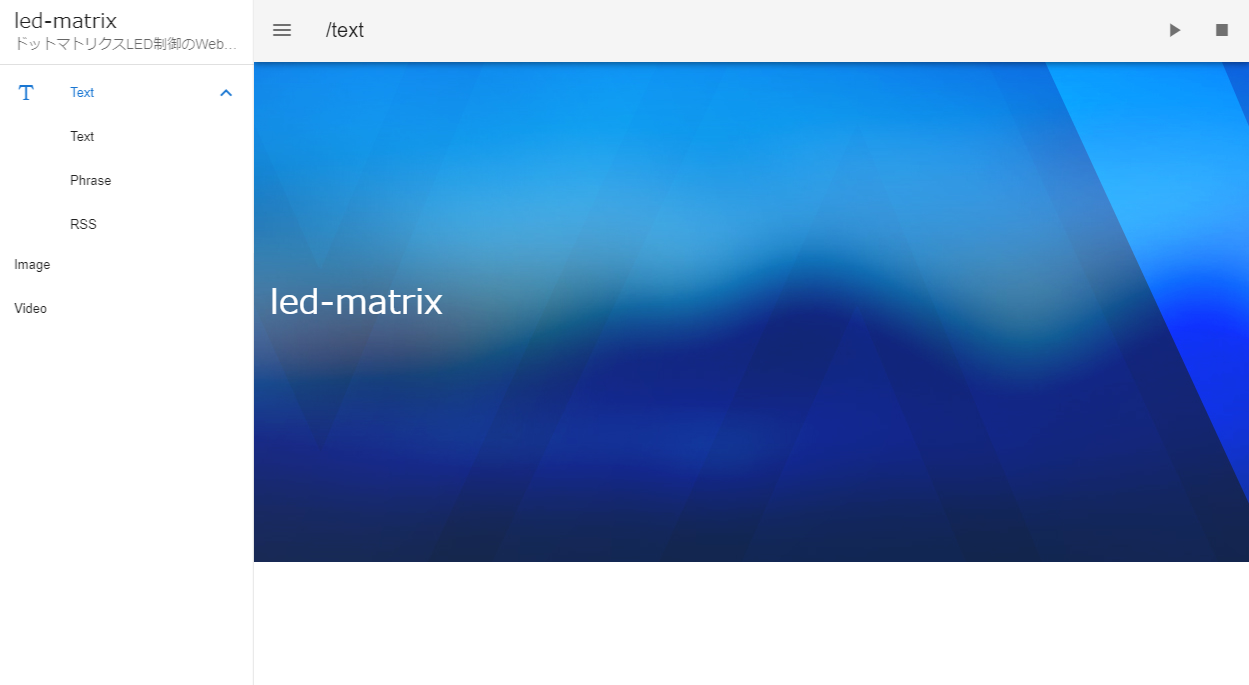 led-matrix
ドットマトリクスLED制御のWeb...
/text
Text
Text
Phrase
RSS
Image
Video
led-matrix